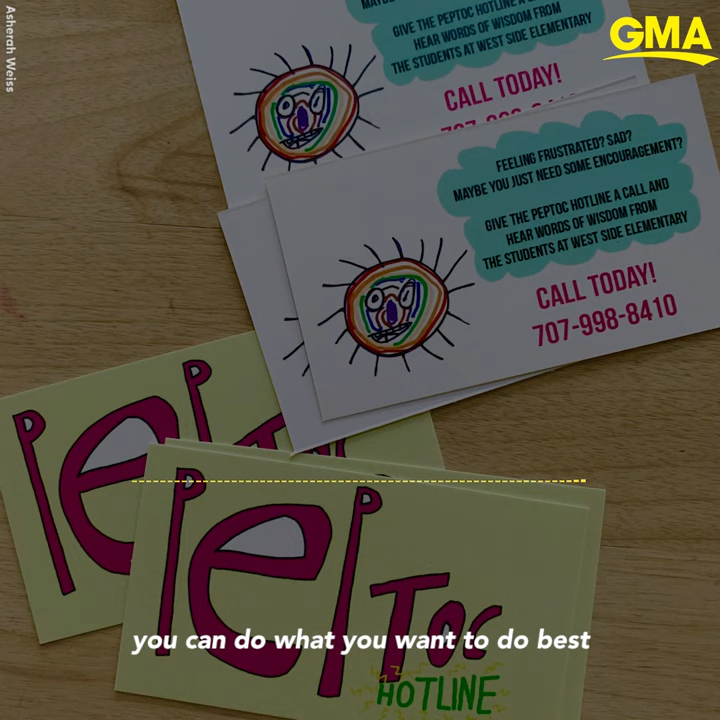 Asherah Weiss
GMA
GIVE THE PEPTOC HOTLINE A
HEAR WORDS OF WISDOM FROM
THE STUDENTS AT WEST SIDE ELEMENTARY
CALL TODAY!
FEELING FRUSTRATED? SAD?
MAYBE YOU JUST NEED SOME ENCOURAGEMENT?
GIVE THE PEPTOC HOTLINE A CALL AND
HEAR WORDS OF WISDOM FROM
THE STUDENTS AT WEST SIDE ELEMENTARY
CALL TODAY!
707-998-8410
PeP
PeP
Toc
HOTLINE
you can do what you want to do best